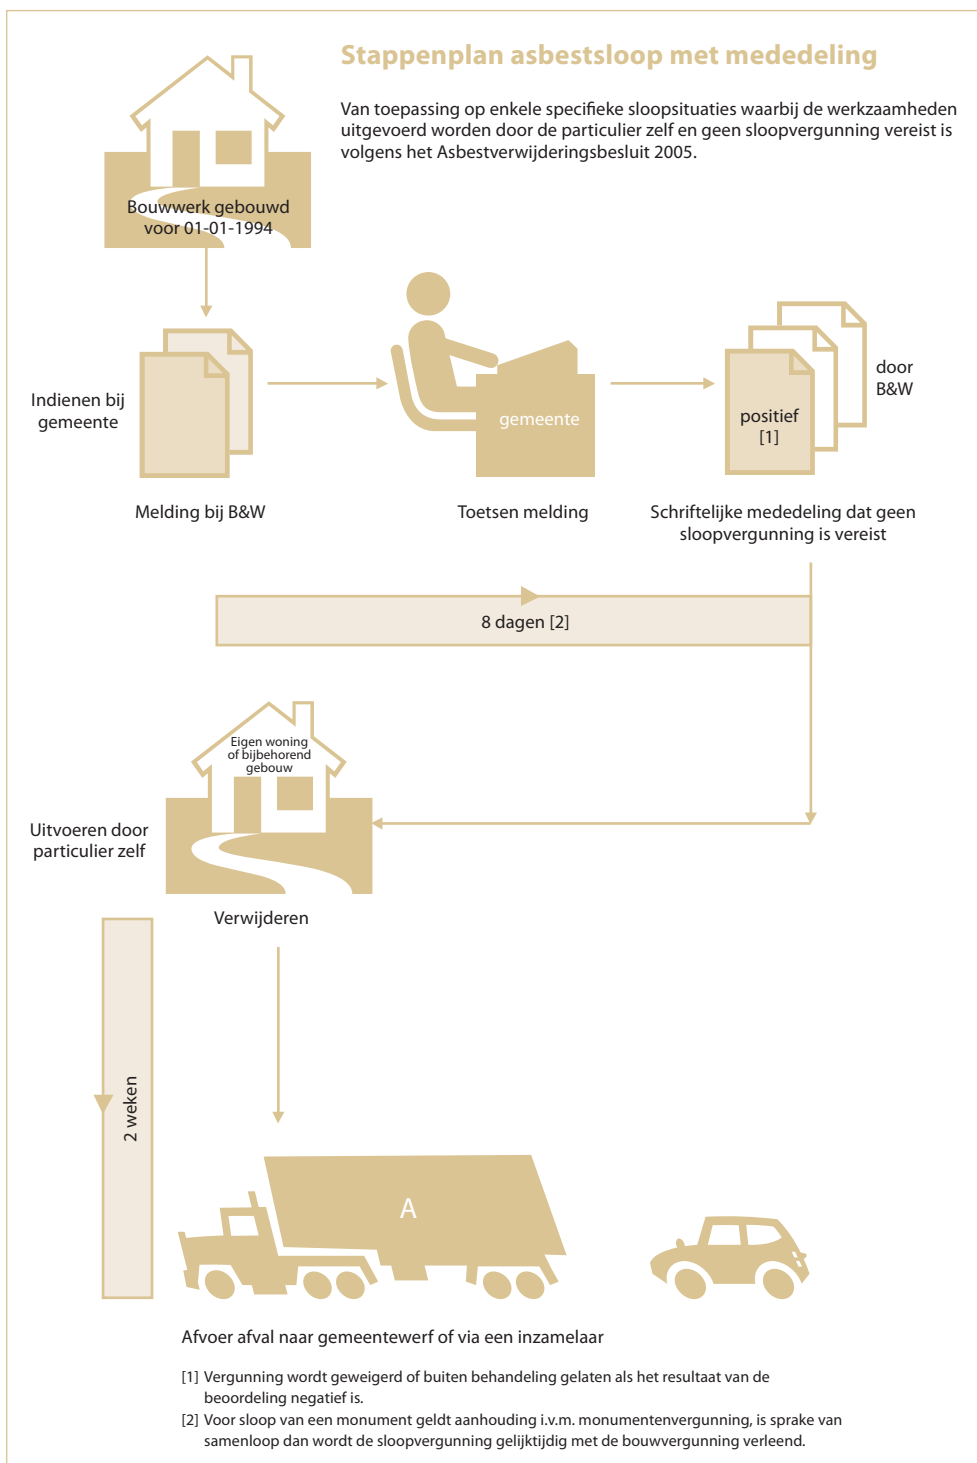 Stappenplan asbestsloop met mededeling
Van toepassing op enkele specifieke sloopsituaties waarbij de werkzaamheden
uitgevoerd worden door de particulier zelf en geen sloopvergunning vereist is
volgens het Asbestverwijderingsbesluit 2005.
Bouwwerk gebouwd
voor 01-01-1994
Indienen bij
gemeente
gemeente
positief
[1]
door
B&W
Melding bij B&W
Toetsen melding
Schriftelijke mededeling dat geen
sloopvergunning is vereist
8 dagen [2]
Eigen woning
of bijbehorend
gebouw
Uitvoeren door
particulier zelf
Verwijderen
2 weken
A
Afvoer afval naar gemeentewerf of via een inzamelaar
[1] Vergunning wordt geweigerd of buiten behandeling gelaten als het resultaat van de
beoordeling negatief is.
[2] Voor sloop van een monument geldt aanhouding i.v.m. monumentenvergunning, is sprake van
samenloop dan wordt de sloopvergunning gelijktijdig met de bouwvergunning verleend.